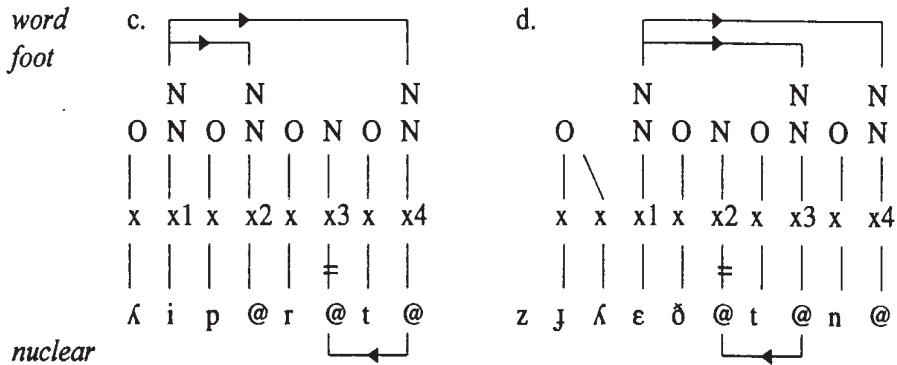 word c. d.
foot
N N N N N N
O N O N O N O N O N O N O N O N
x x1 x x2 x x3 x x4 x x x1 x x2 x x3 x x4
ʎ i p @ r @ t @ z ɟ ʎ ɛ ð @ t @ n @
nuclear